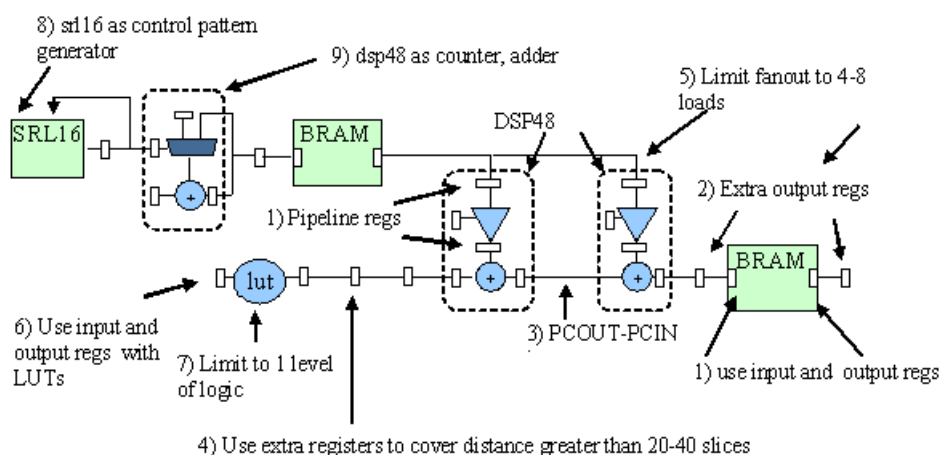 8) srl16 as control pattern
generator
9) dsp48 as counter, adder
5) Limit fanout to 4-8
loads
SRL16
BRAM
DSP48
+
1) Pipeline regs
2) Extra output regs
lut
+
+
BRAM
6) Use input and
output regs with
LUTs
7) Limit to 1 level
of logic
3) PCOUT-PCIN
1) use input and output regs
4) Use extra registers to cover distance greater than 20-40 slices